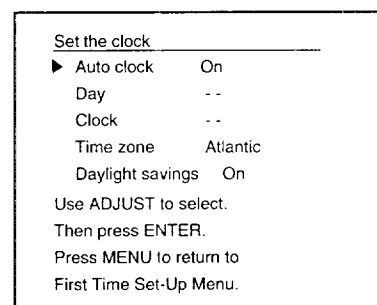 Set the clock
▶ Auto clock On
Day - -
Clock - -
Time zone Atlantic
Daylight savings On
Use ADJUST to select.
Then press ENTER.
Press MENU to return to
First Time Set-Up Menu.